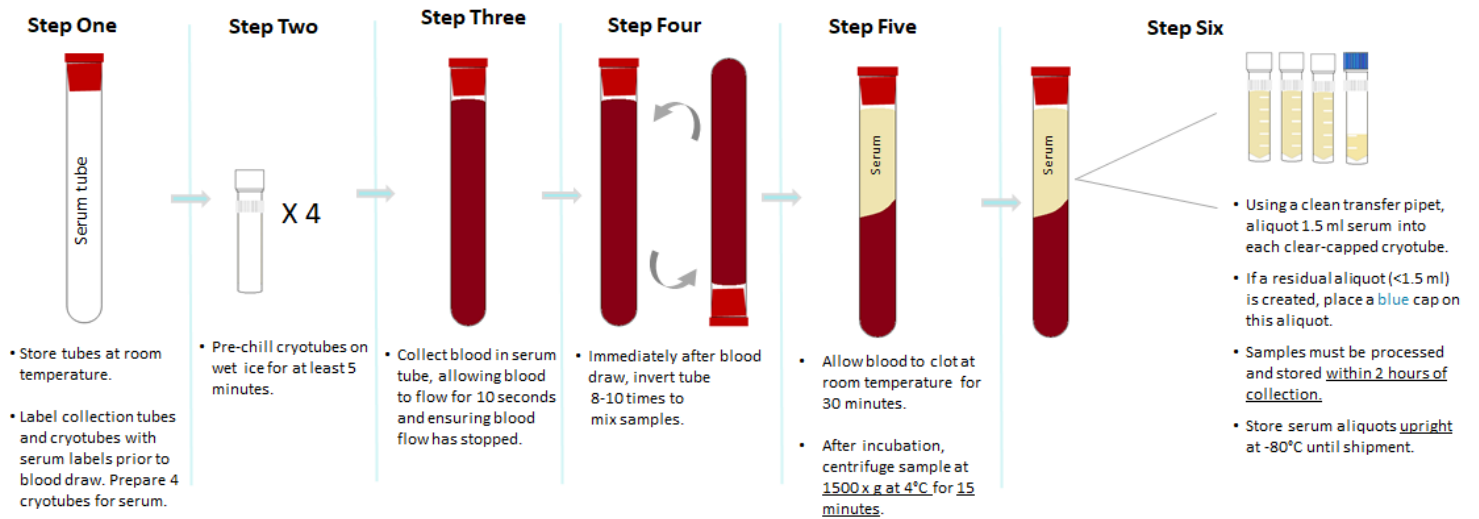 Step One
Serum tube
• Store tubes at room
temperature.
• Label collection tubes
and cryotubes with
serum labels prior to
blood draw. Prepare 4
cryotubes for serum.
Step Two
X 4
• Pre-chill cryotubes on
wet ice for at least 5
minutes.
Step Three
• Collect blood in serum
tube, allowing blood
to flow for 10 seconds
and ensuring blood
flow has stopped.
Step Four
• Immediately after blood
draw, invert tube
8-10 times to
mix samples.
Step Five
Serum
• Allow blood to clot at
room temperature for
30 minutes.
• After incubation,
centrifuge sample at
1500 x g at 4°C for 15
minutes.
Step Six
Serum
• Using a clean transfer pipet,
aliquot 1.5 ml serum into
each clear-capped cryotube.
• If a residual aliquot (<1.5 ml)
is created, place a blue cap on
this aliquot.
• Samples must be processed
and stored within 2 hours of
collection.
• Store serum aliquots upright
at -80°C until shipment.